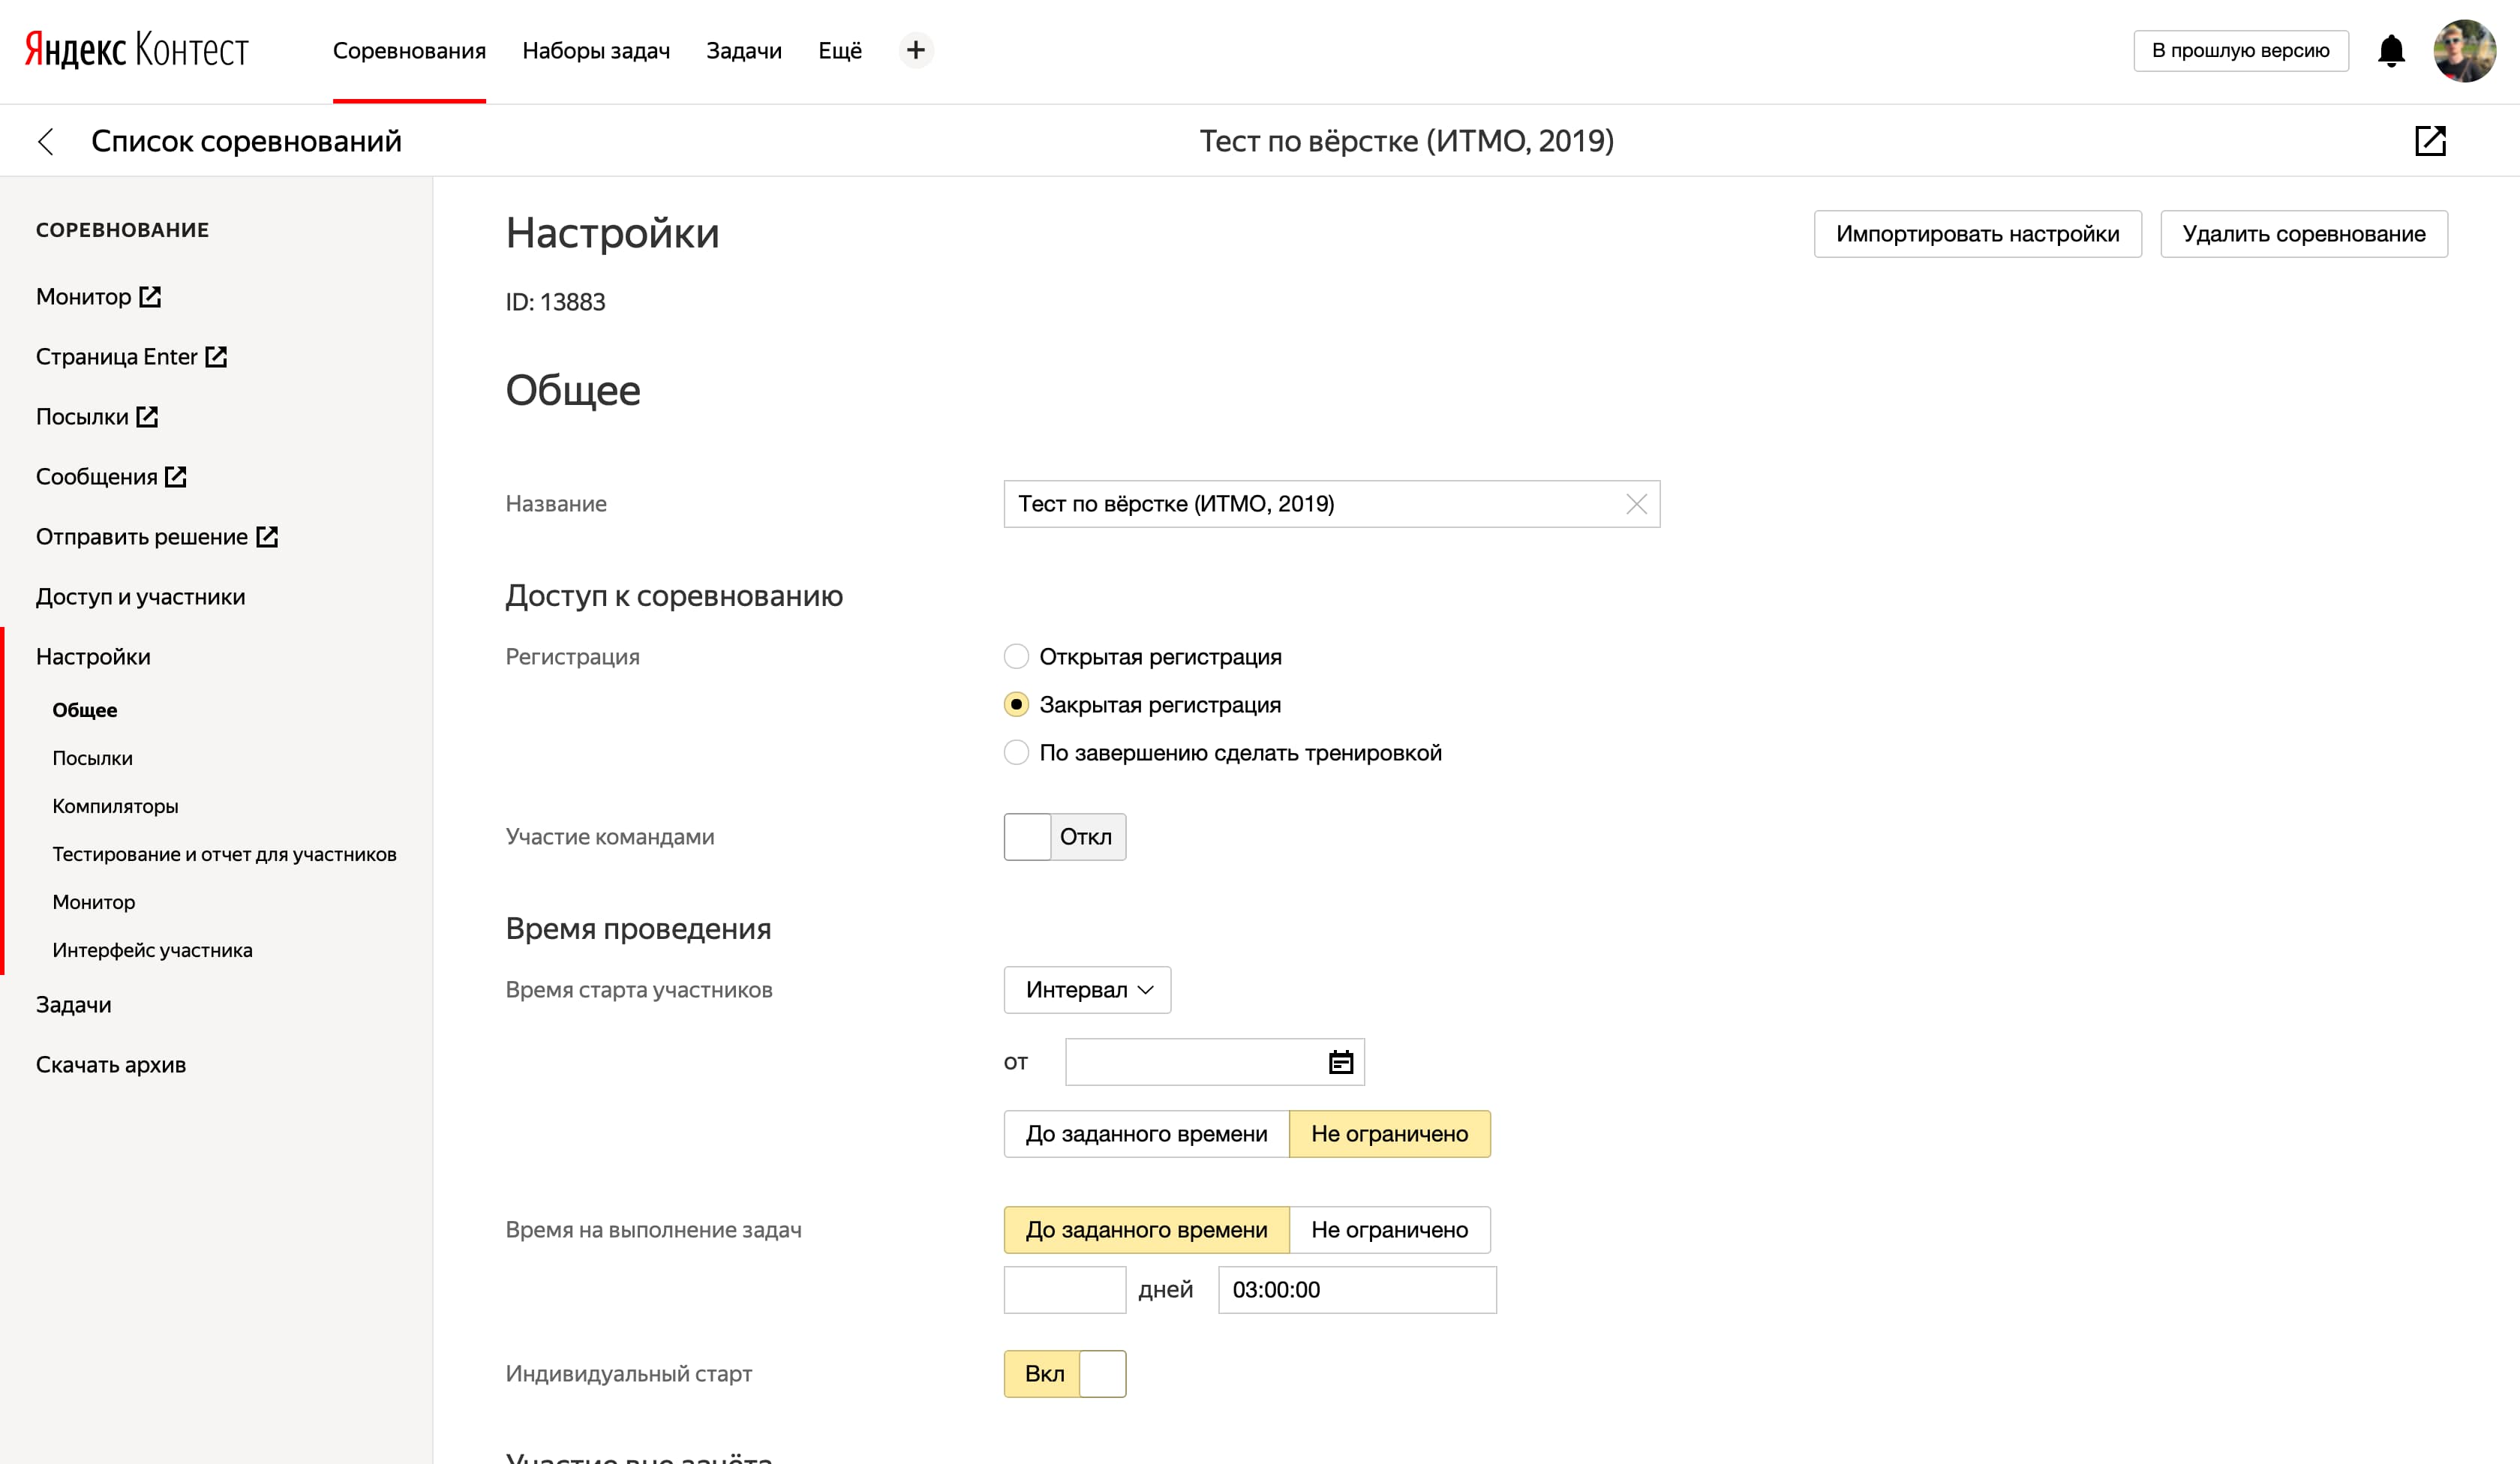 Яндекс Контест
Соревнования
Наборы задач
Задачи
Ещё
В прошлую версию
Список соревнований
Тест по вёрстке (ИТМО, 2019)
СОРЕВНОВАНИЕ
Монитор
Страница Enter
Посылки
Сообщения
Отправить решение
Доступ и участники
Настройки
Общее
Посылки
Компиляторы
Тестирование и отчет для участников
Монитор
Интерфейс участника
Задачи
Скачать архив
Настройки
Импортировать настройки
Удалить соревнование
ID: 13883
Общее
Название
Тест по вёрстке (ИТМО, 2019)
Доступ к соревнованию
Регистрация
Открытая регистрация
Закрытая регистрация
По завершению сделать тренировкой
Участие командами
Откл
Время проведения
Время старта участников
Интервал
от
До заданного времени
Не ограничено
Время на выполнение задач
До заданного времени
Не ограничено
дней
03:00:00
Индивидуальный старт
Вкл
Участие вне зачёта